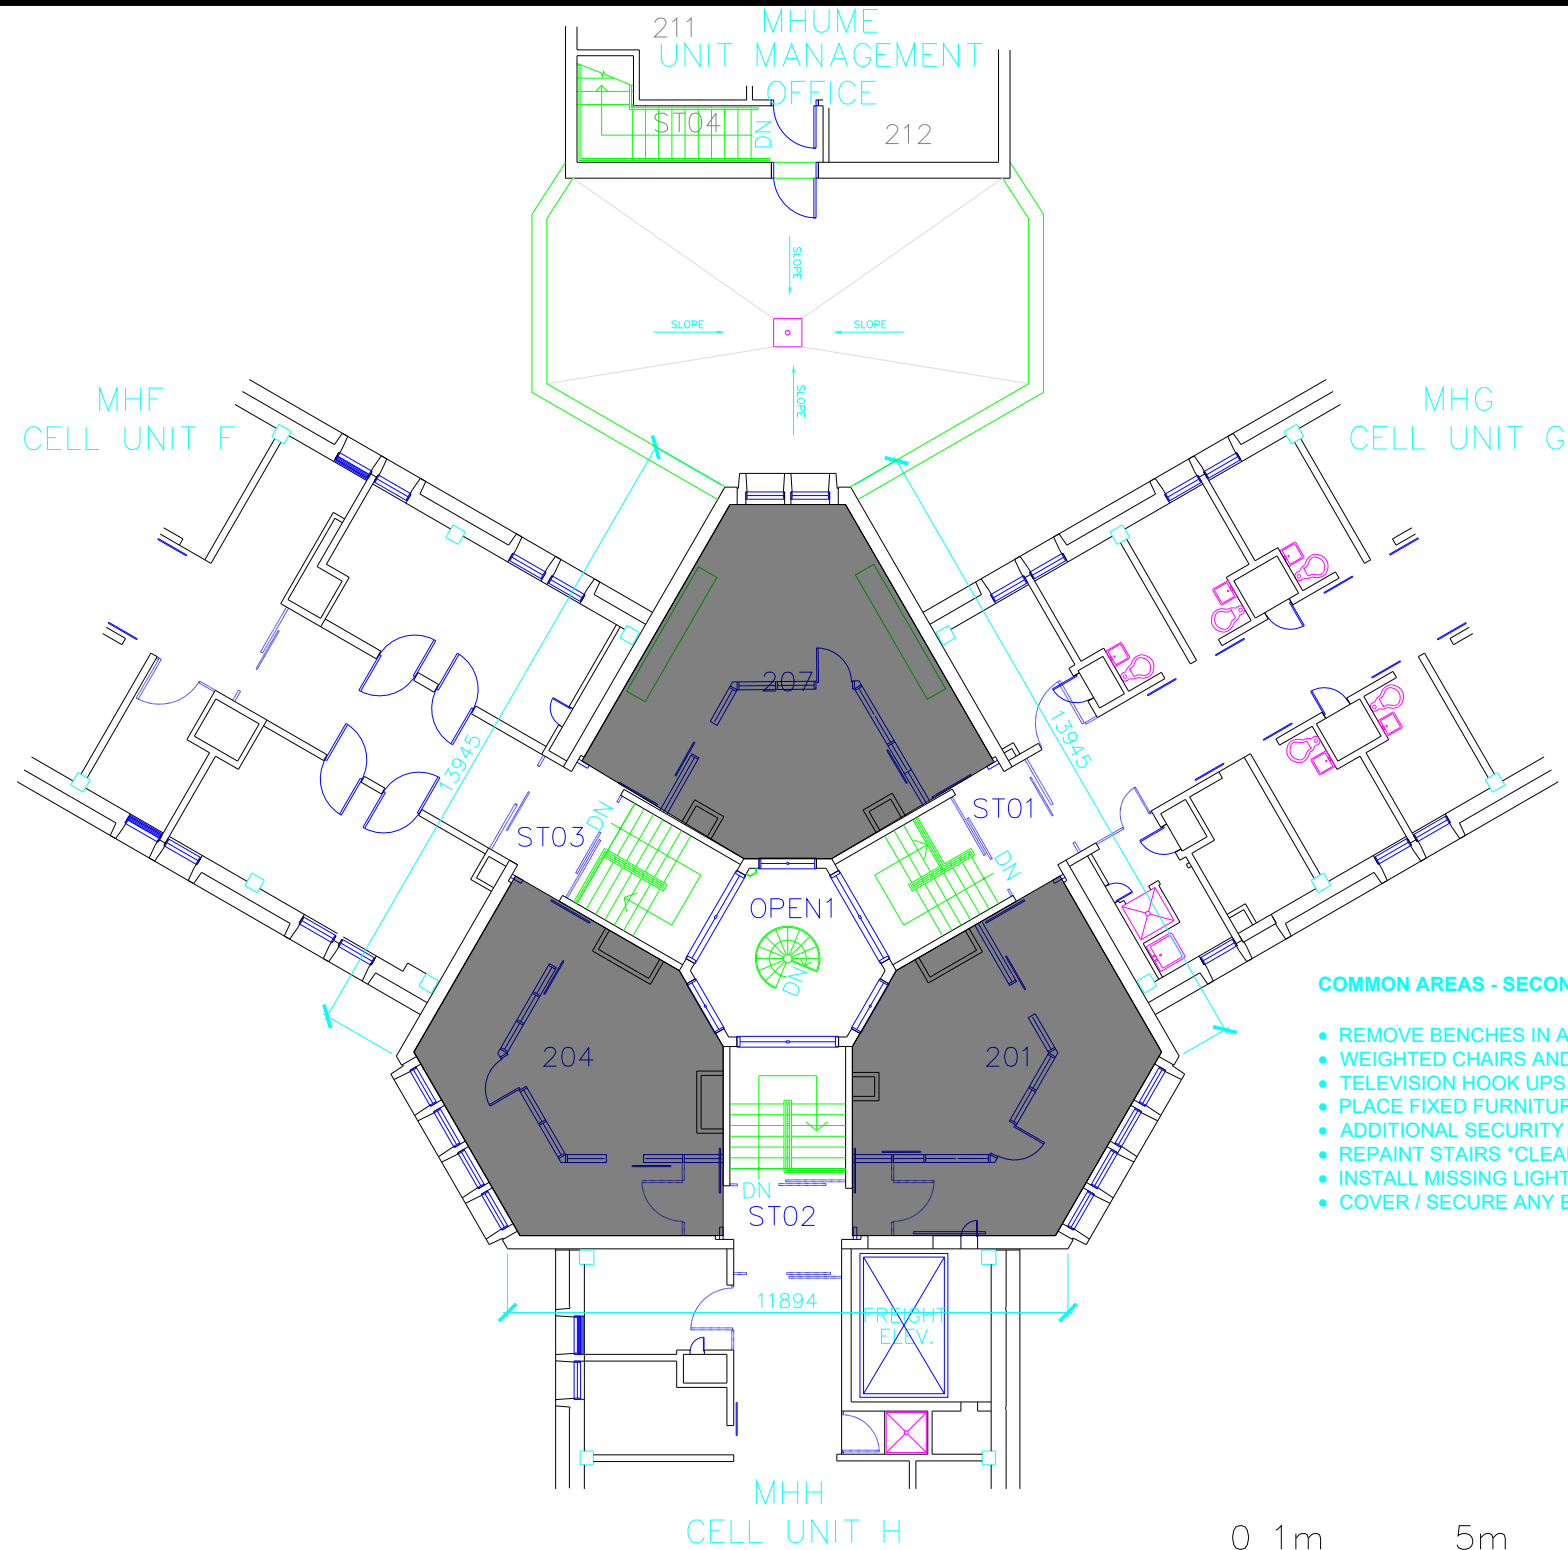 211
MHUME
UNIT MANAGEMENT
OFFICE
ST04
DN
212
SLOPE
SLOPE
SLOPE
SLOPE
MHF
CELL UNIT F
MHG
CELL UNIT G
207
13945
13945
DN
ST03
ST01
DN
OPEN1
DN
204
201
DN
ST02
11894
FREIGHT
ELEV.
COMMON AREAS - SECON
• REMOVE BENCHES IN A
• WEIGHTED CHAIRS AND
• TELEVISION HOOK UPS
• PLACE FIXED FURNITUR
• ADDITIONAL SECURITY
• REPAINT STAIRS *CLEA
• INSTALL MISSING LIGHT
• COVER / SECURE ANY E
MHH
CELL UNIT H
0 1m 5m